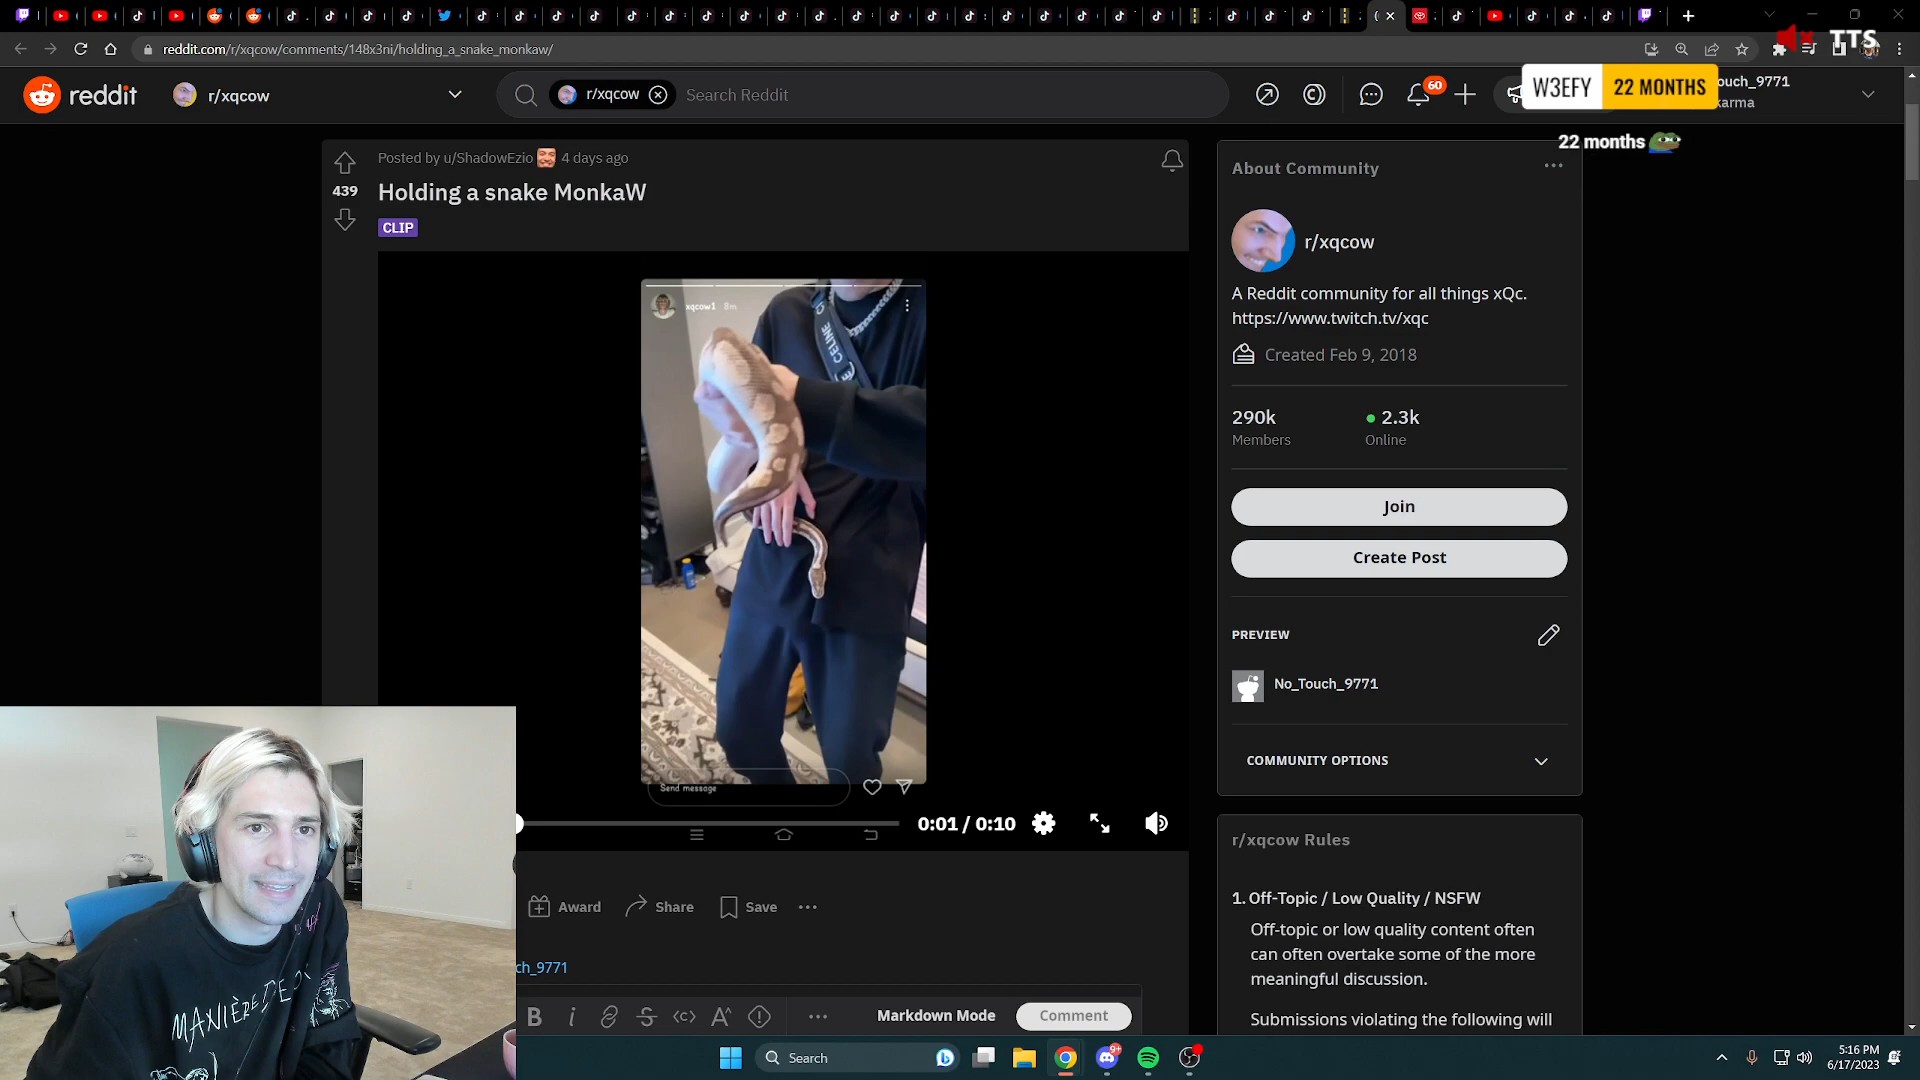 reddit.com/r/xqcow/comments/148x3ni/holding_a_snake_monkaw/
TTS
reddit
r/xqcow
r/xqcow
Search Reddit
60
W3EFY 22 MONTHS
ouch_9771
karma
22 months
Posted by u/ShadowEzio 4 days ago
439
Holding a snake MonkaW
CLIP
xqcow1 8m
CELINE
Send message
0:01 / 0:10
Award
Share
Save
ch_9771
Markdown Mode
Comment
About Community
r/xqcow
A Reddit community for all things xQc.
https://www.twitch.tv/xqc
Created Feb 9, 2018
290k
Members
2.3k
Online
Join
Create Post
PREVIEW
No_Touch_9771
COMMUNITY OPTIONS
r/xqcow Rules
1. Off-Topic / Low Quality / NSFW
Off-topic or low quality content often
can often overtake some of the more
meaningful discussion.
Submissions violating the following will
MANIÈRE DE
Search
9+
5:16 PM
6/17/2023